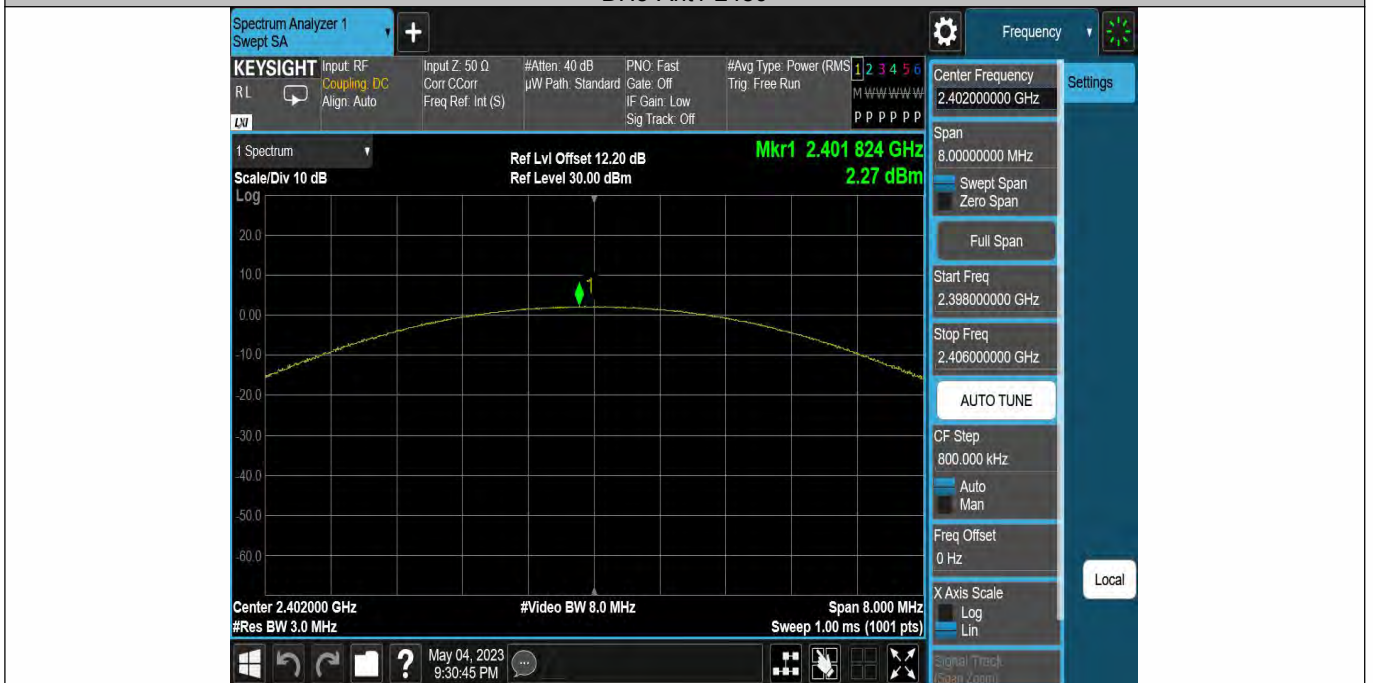 Spectrum Analyzer 1
Swept SA
+
Frequency
KEYSIGHT
RL
LXI
Input: RF
Coupling: DC
Align: Auto
Input Z: 50 Ω
Corr CCorr
Freq Ref: Int (S)
#Atten: 40 dB
µW Path: Standard
PNO: Fast
Gate: Off
IF Gain: Low
Sig Track: Off
#Avg Type: Power (RMS
Trig: Free Run
1 2 3 4 5 6
M W W W W W
P P P P P P
1 Spectrum
Scale/Div 10 dB
Log
Ref Lvl Offset 12.20 dB
Ref Level 30.00 dBm
Mkr1 2.401 824 GHz
2.27 dBm
20.0
10.0
0.00
-10.0
-20.0
-30.0
-40.0
-50.0
-60.0
1
Center 2.402000 GHz
#Res BW 3.0 MHz
#Video BW 8.0 MHz
Span 8.000 MHz
Sweep 1.00 ms (1001 pts)
Center Frequency
2.402000000 GHz
Settings
Span
8.00000000 MHz
Swept Span
Zero Span
Full Span
Start Freq
2.398000000 GHz
Stop Freq
2.406000000 GHz
AUTO TUNE
CF Step
800.000 kHz
Auto
Man
Freq Offset
0 Hz
Local
X Axis Scale
Log
Lin
Signal Track
(Span Zoom)
?
May 04, 2023
9:30:45 PM